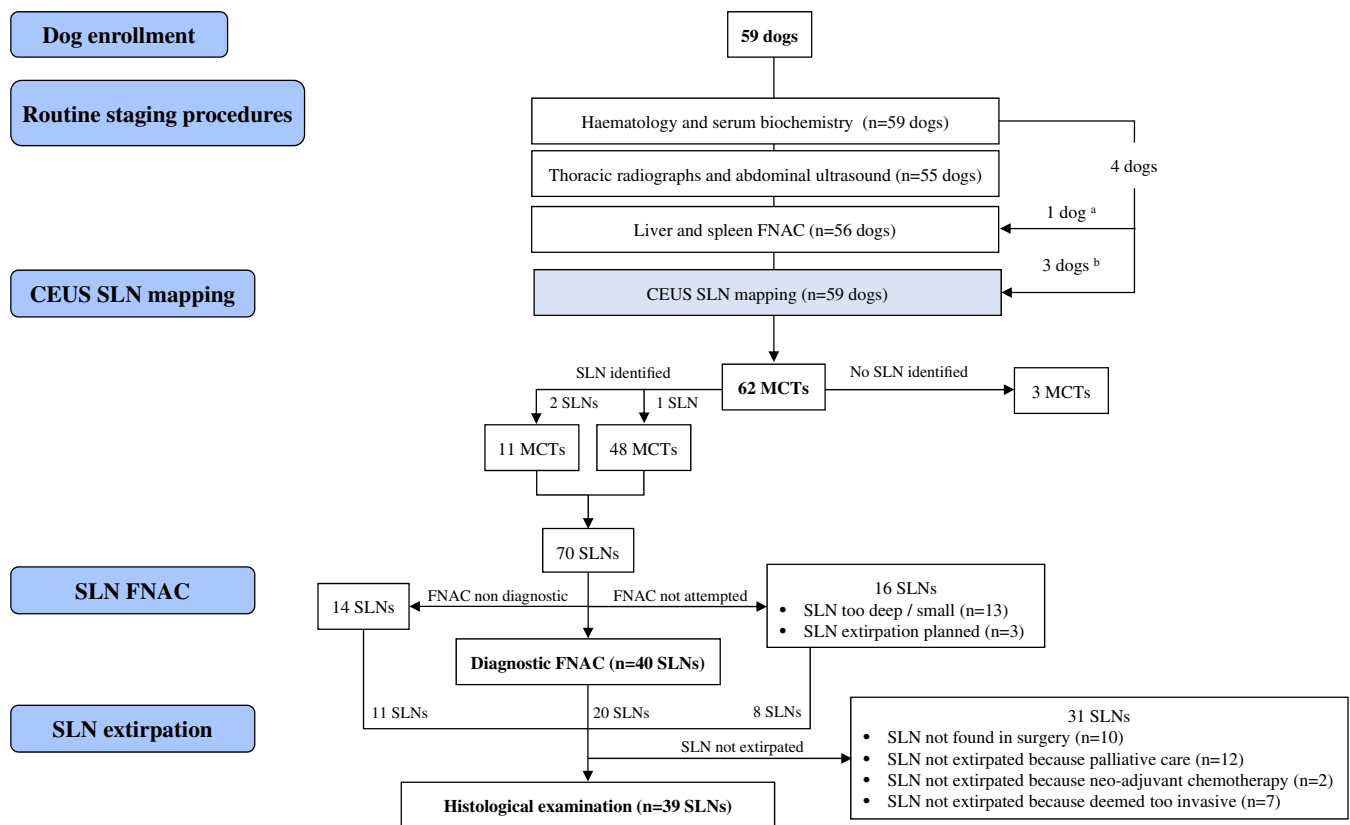 Dog enrollment
59 dogs
Routine staging procedures
Haematology and serum biochemistry (n=59 dogs)
4 dogs
Thoracic radiographs and abdominal ultrasound (n=55 dogs)
1 dog ᵃ
Liver and spleen FNAC (n=56 dogs)
3 dogs ᵇ
CEUS SLN mapping
CEUS SLN mapping (n=59 dogs)
SLN identified
62 MCTs
No SLN identified
3 MCTs
2 SLNs
1 SLN
11 MCTs
48 MCTs
70 SLNs
SLN FNAC
14 SLNs
FNAC non diagnostic
FNAC not attempted
16 SLNs
• SLN too deep / small (n=13)
• SLN extirpation planned (n=3)
Diagnostic FNAC (n=40 SLNs)
SLN extirpation
11 SLNs
20 SLNs
8 SLNs
SLN not extirpated
31 SLNs
• SLN not found in surgery (n=10)
• SLN not extirpated because palliative care (n=12)
• SLN not extirpated because neo-adjuvant chemotherapy (n=2)
• SLN not extirpated because deemed too invasive (n=7)
Histological examination (n=39 SLNs)